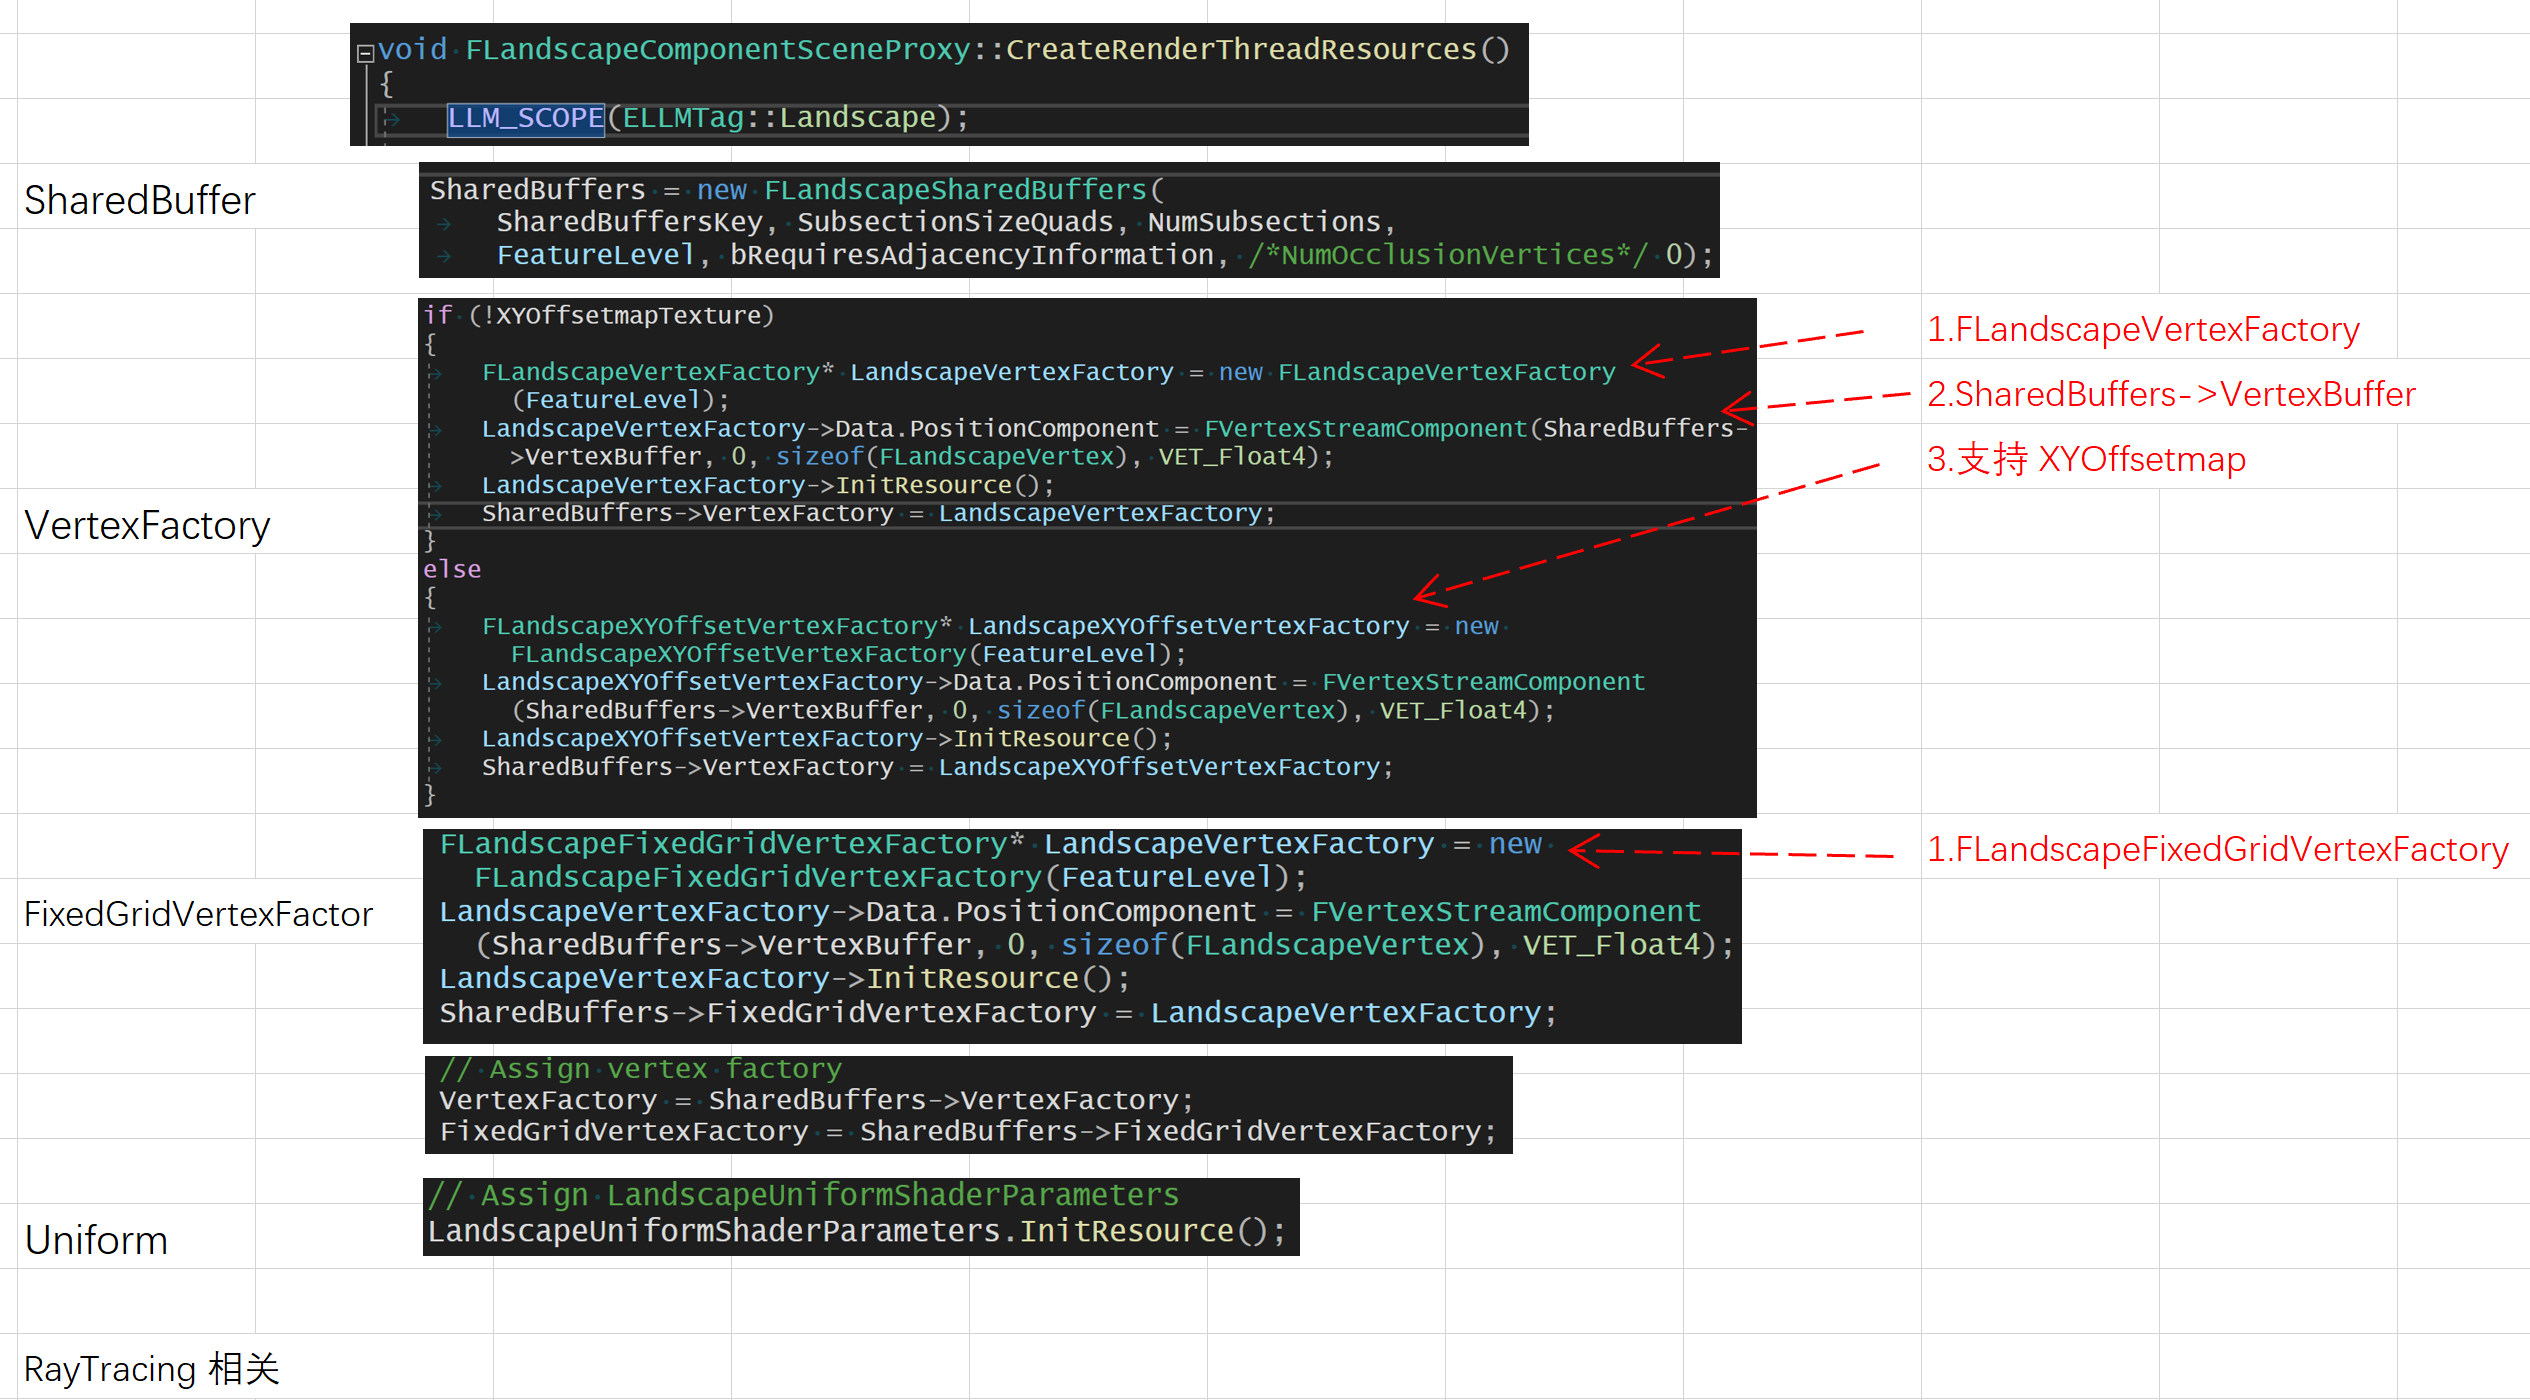 void FLandscapeComponentSceneProxy::CreateRenderThreadResources()
{
LLM_SCOPE(ELLMTag::Landscape);
SharedBuffer
SharedBuffers = new FLandscapeSharedBuffers(
SharedBuffersKey, SubsectionSizeQuads, NumSubsections,
FeatureLevel, bRequiresAdjacencyInformation, /*NumOcclusionVertices*/ 0);
VertexFactory
if (!XYOffsetmapTexture)
{
FLandscapeVertexFactory* LandscapeVertexFactory = new FLandscapeVertexFactory
(FeatureLevel);
LandscapeVertexFactory->Data.PositionComponent = FVertexStreamComponent(SharedBuffers-
>VertexBuffer, 0, sizeof(FLandscapeVertex), VET_Float4);
LandscapeVertexFactory->InitResource();
SharedBuffers->VertexFactory = LandscapeVertexFactory;
}
else
{
FLandscapeXYOffsetVertexFactory* LandscapeXYOffsetVertexFactory = new
FLandscapeXYOffsetVertexFactory(FeatureLevel);
LandscapeXYOffsetVertexFactory->Data.PositionComponent = FVertexStreamComponent
(SharedBuffers->VertexBuffer, 0, sizeof(FLandscapeVertex), VET_Float4);
LandscapeXYOffsetVertexFactory->InitResource();
SharedBuffers->VertexFactory = LandscapeXYOffsetVertexFactory;
}
1.FLandscapeVertexFactory
2.SharedBuffers->VertexBuffer
3.支持 XYOffsetmap
FixedGridVertexFactor
FLandscapeFixedGridVertexFactory* LandscapeVertexFactory = new
FLandscapeFixedGridVertexFactory(FeatureLevel);
LandscapeVertexFactory->Data.PositionComponent = FVertexStreamComponent
(SharedBuffers->VertexBuffer, 0, sizeof(FLandscapeVertex), VET_Float4);
LandscapeVertexFactory->InitResource();
SharedBuffers->FixedGridVertexFactory = LandscapeVertexFactory;
1.FLandscapeFixedGridVertexFactory
// Assign vertex factory
VertexFactory = SharedBuffers->VertexFactory;
FixedGridVertexFactory = SharedBuffers->FixedGridVertexFactory;
Uniform
// Assign LandscapeUniformShaderParameters
LandscapeUniformShaderParameters.InitResource();
RayTracing 相关